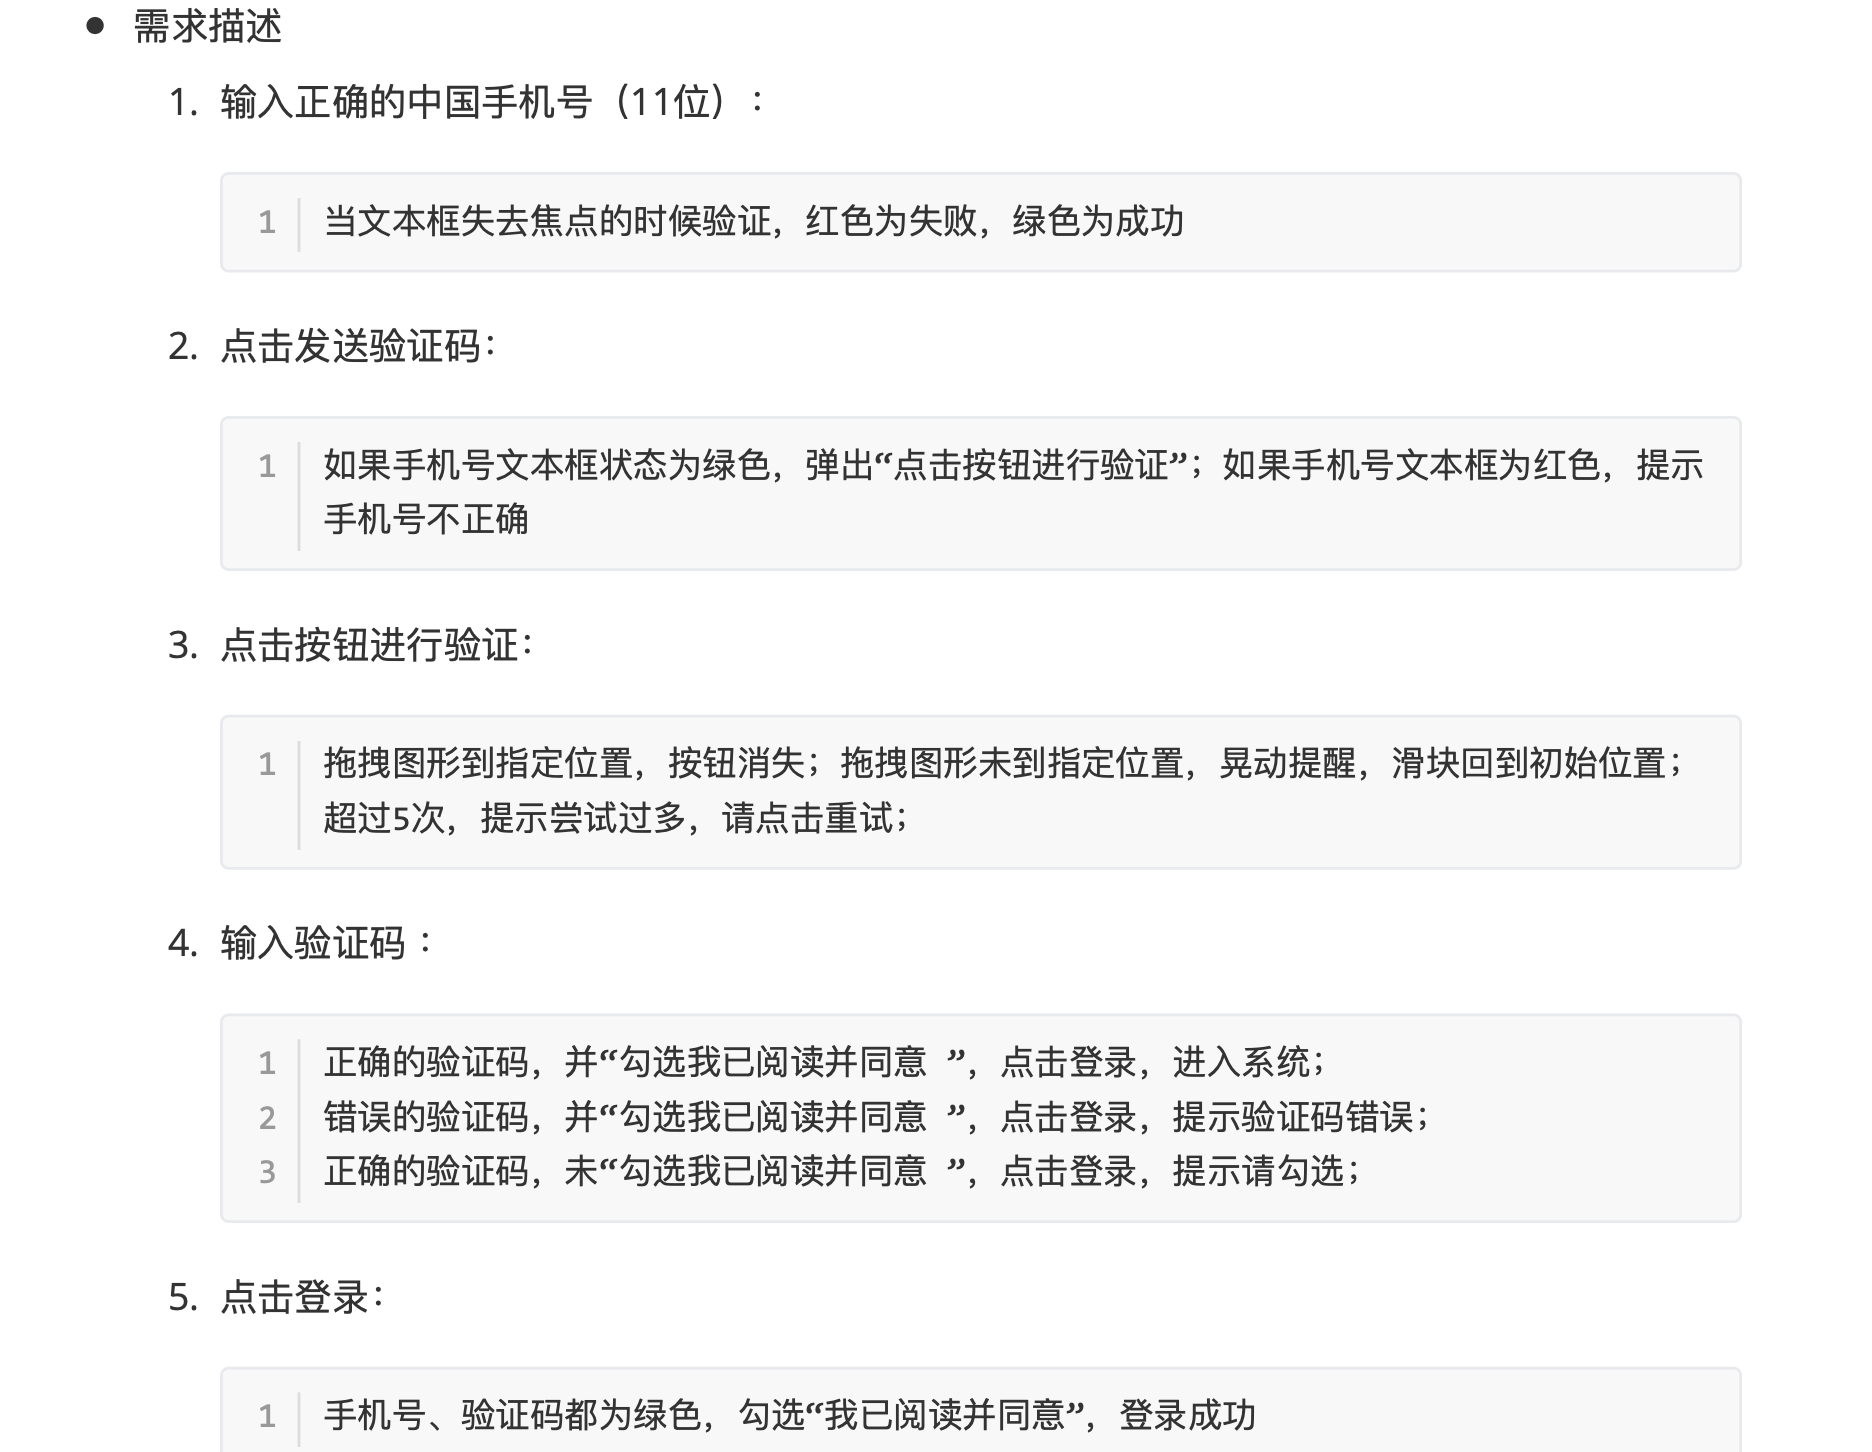 ● 需求描述
1. 输入正确的中国手机号（11位）：
1 当文本框失去焦点的时候验证，红色为失败，绿色为成功
2. 点击发送验证码：
1 如果手机号文本框状态为绿色，弹出“点击按钮进行验证”；如果手机号文本框为红色，提示
手机号不正确
3. 点击按钮进行验证：
1 拖拽图形到指定位置，按钮消失；拖拽图形未到指定位置，晃动提醒，滑块回到初始位置；
超过5次，提示尝试过多，请点击重试；
4. 输入验证码 ：
1 正确的验证码，并“勾选我已阅读并同意 ”，点击登录，进入系统；
2 错误的验证码，并“勾选我已阅读并同意 ”，点击登录，提示验证码错误；
3 正确的验证码，未“勾选我已阅读并同意 ”，点击登录，提示请勾选；
5. 点击登录：
1 手机号、验证码都为绿色，勾选“我已阅读并同意”，登录成功